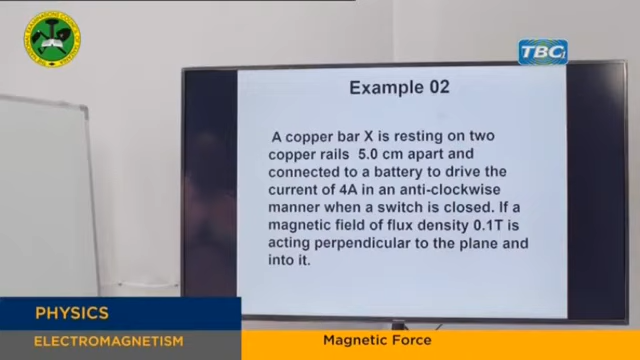 TBC1
Example 02
A copper bar X is resting on two
copper rails 5.0 cm apart and
connected to a battery to drive the
current of 4A in an anti-clockwise
manner when a switch is closed. If a
magnetic field of flux density 0.1T is
acting perpendicular to the plane and
into it.
PHYSICS
ELECTROMAGNETISM
Magnetic Force